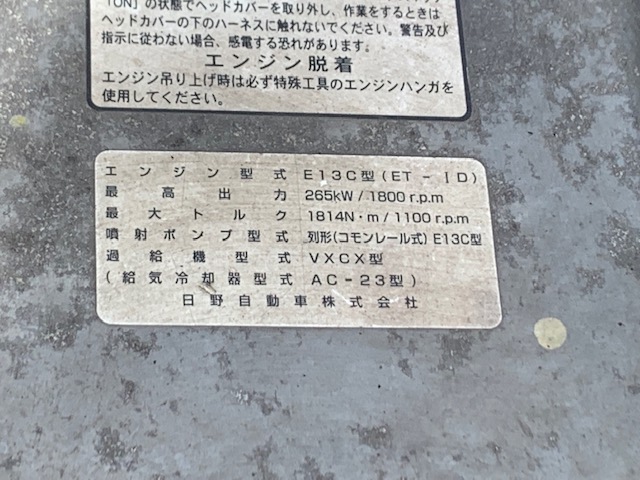 ON」の状態でヘッドカバーを取り外し、作業をするときは
ヘッドカバーの下のハーネスに触れないでください。警告及び
指示に従わない場合、感電する恐れがあります。
エンジン脱着
エンジン吊り上げ時は必ず特殊工具のエンジンハンガを
使用してください。
エンジン型式 E13C型(ET-ID)
最高出力 265kW/1800r.p.m
最大トルク 1814N・m/1100r.p.m
噴射ポンプ型式 列形(コモンレール式)E13C型
過給機型式 VXCX型
(給気冷却器型式 AC-23型)
日野自動車株式会社